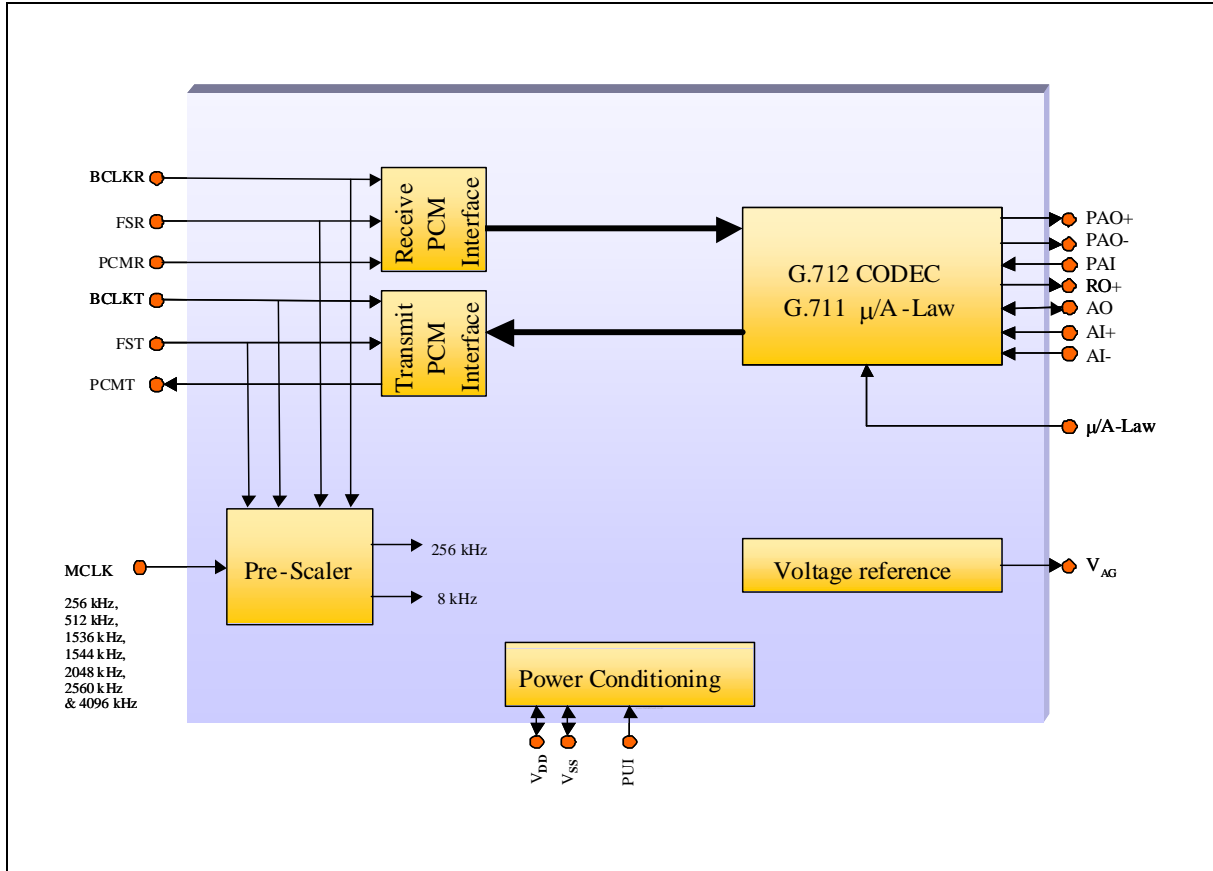 BCLKR
FSR
PCMR
BCLKT
FST
PCMT
Receive
PCM
Interface
Transmit
PCM
Interface
G.712 CODEC
G.711 μ/A-Law
PAO+
PAO-
PAI
RO+
AO
AI+
AI-
μ/A-Law
MCLK
256 kHz,
512 kHz,
1536 kHz,
1544 kHz,
2048 kHz,
2560 kHz
& 4096 kHz
Pre-Scaler
256 kHz
8 kHz
Voltage reference
VAG
Power Conditioning
VDD
VSS
PUI